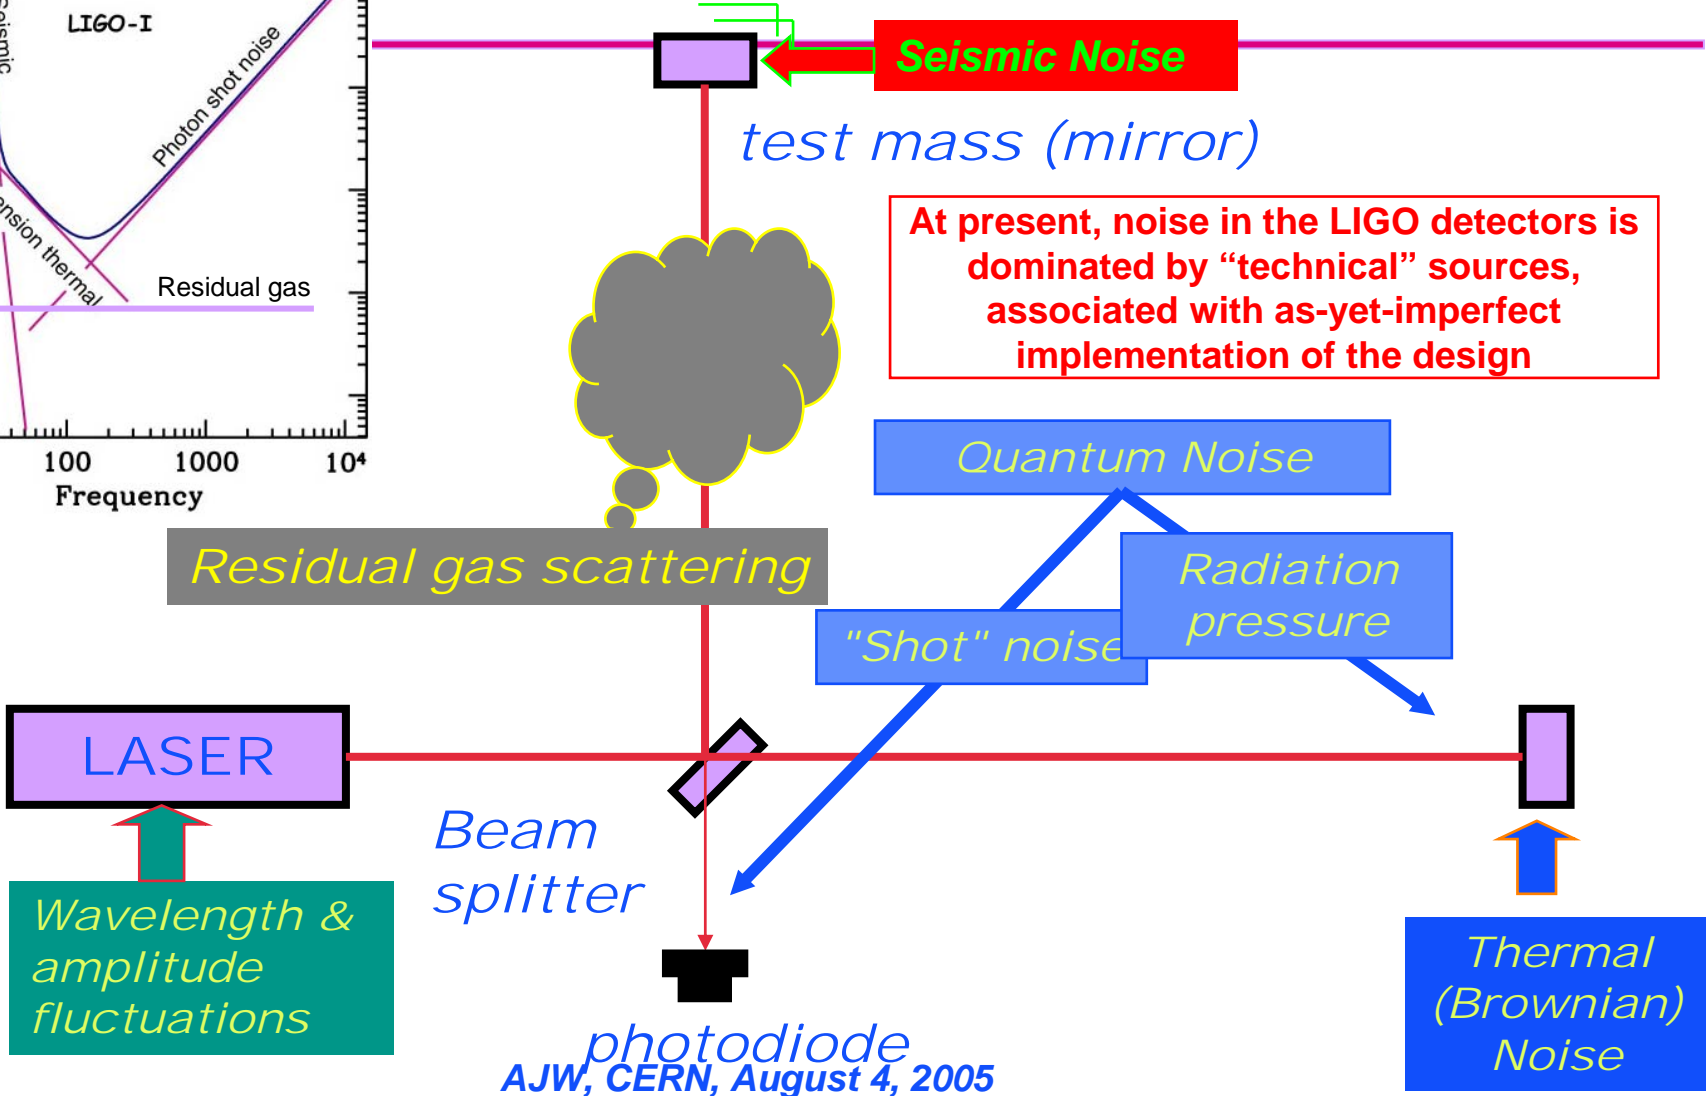 LIGO-I
Photon shot noise
thermal
Residual gas
100 1000 10⁴
Frequency
Seismic Noise
test mass (mirror)
At present, noise in the LIGO detectors is
dominated by “technical” sources,
associated with as-yet-imperfect
implementation of the design
Quantum Noise
Radiation
pressure
"Shot" noise
Residual gas scattering
LASER
Beam
splitter
Wavelength &
amplitude
fluctuations
photodiode
Thermal
(Brownian)
Noise
AJW, CERN, August 4, 2005